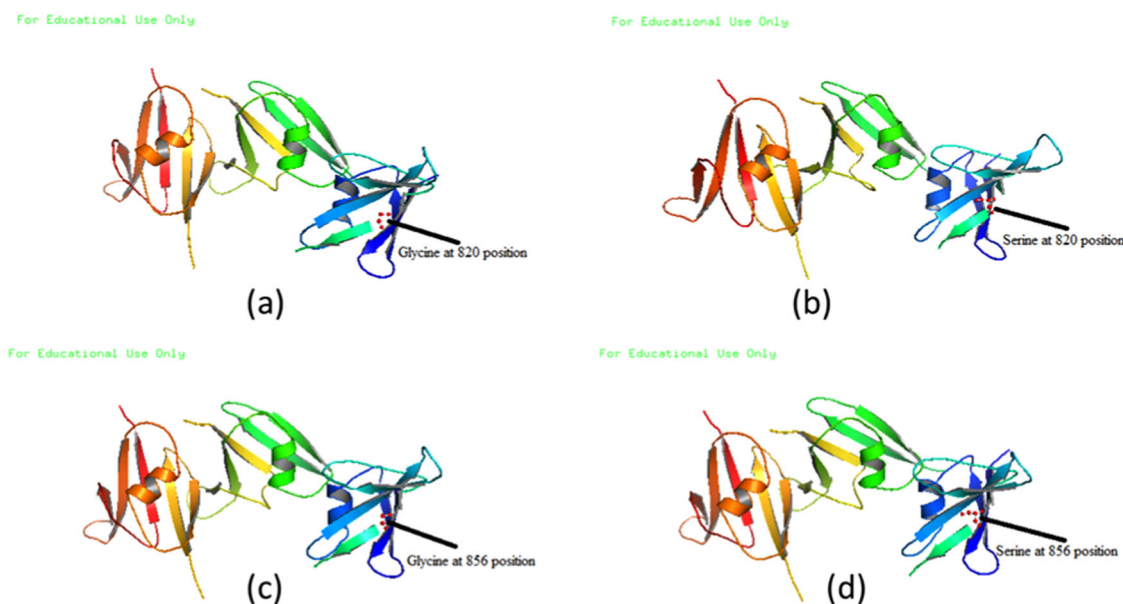 For Educational Use Only
For Educational Use Only
Glycine at 820 position
Serine at 820 position
(a)
(b)
For Educational Use Only
For Educational Use Only
Glycine at 856 position
Serine at 856 position
(c)
(d)